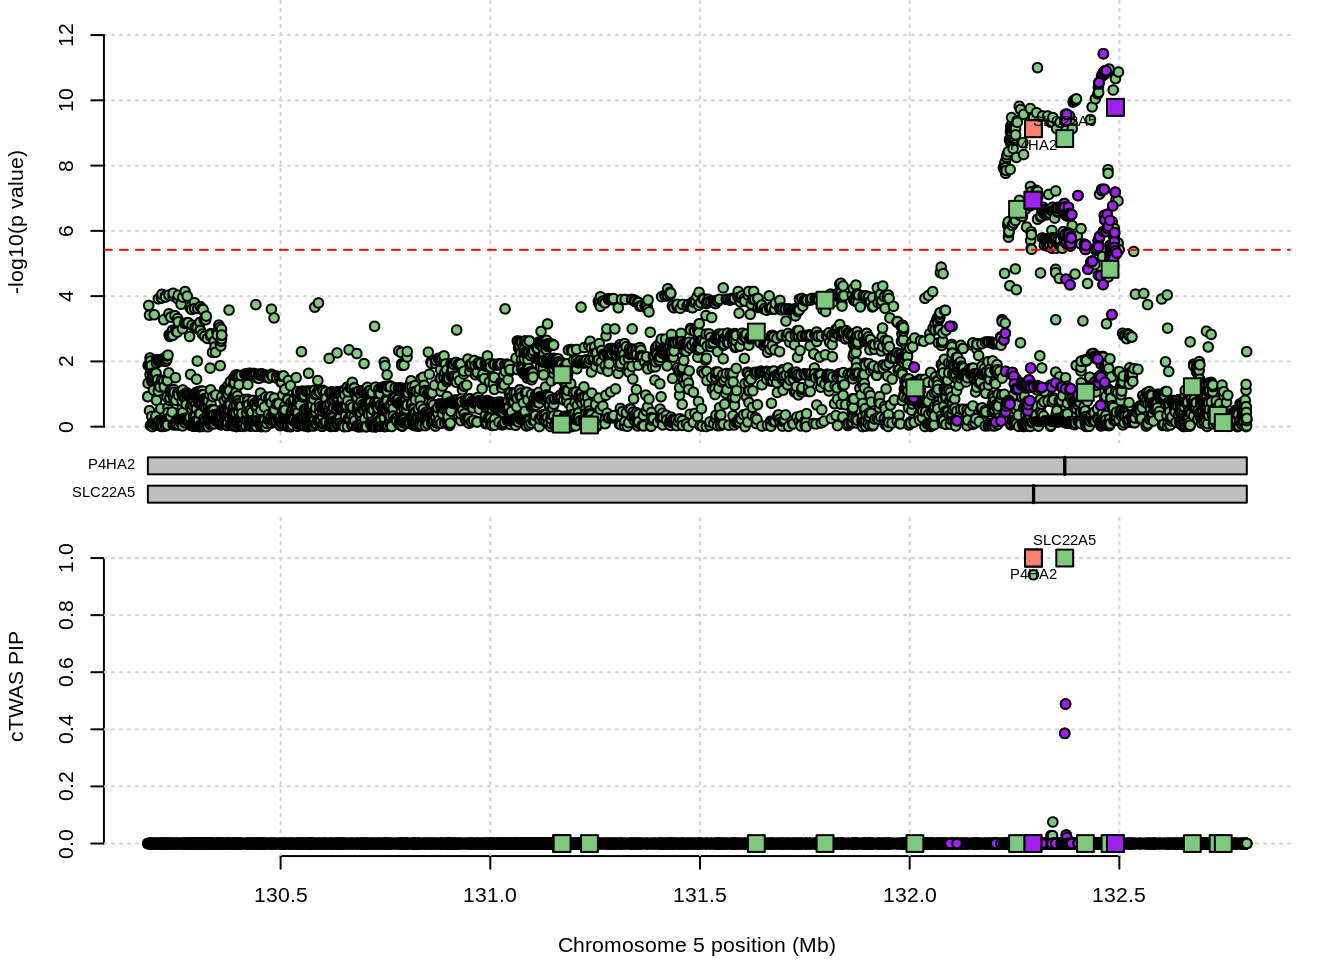 12
10
8
6
4
2
0
-log10(p value)
SLC22A5
P4HA2
P4HA2
SLC22A5
1.0
0.8
0.6
0.4
0.2
0.0
cTWAS PIP
SLC22A5
P4HA2
130.5 131.0 131.5 132.0 132.5
Chromosome 5 position (Mb)